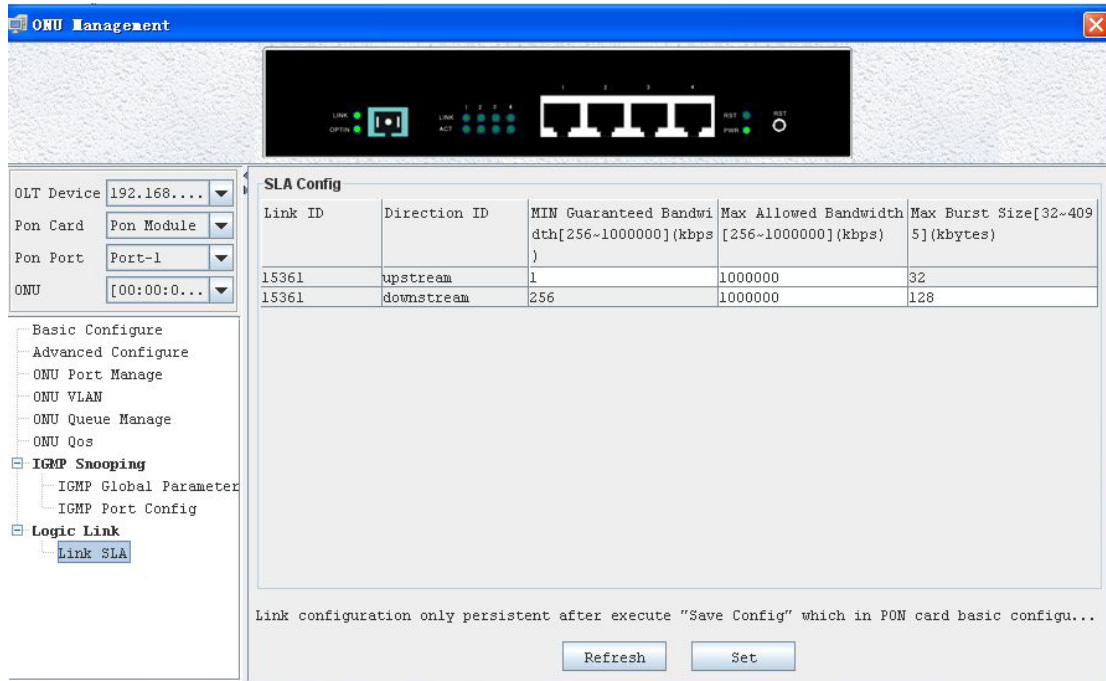 ONU Management
1 2 3 4
LINK
OPTIN
1 2 3 4
LINK
ACT
RST
PWR
RST
OLT Device 192.168....
Pon Card Pon Module
Pon Port Port-1
ONU [00:00:0...
Basic Configure
Advanced Configure
ONU Port Manage
ONU VLAN
ONU Queue Manage
ONU Qos
IGMP Snooping
IGMP Global Parameter
IGMP Port Config
Logic Link
Link SLA
SLA Config
Link ID Direction ID MIN Guaranteed Bandwi Max Allowed Bandwidth Max Burst Size[32~409
dth[256~1000000](kbps [256~1000000](kbps) 5](kbytes)
)
15361 upstream 1 1000000 32
15361 downstream 256 1000000 128
Link configuration only persistent after execute "Save Config" which in PON card basic configu...
Refresh Set